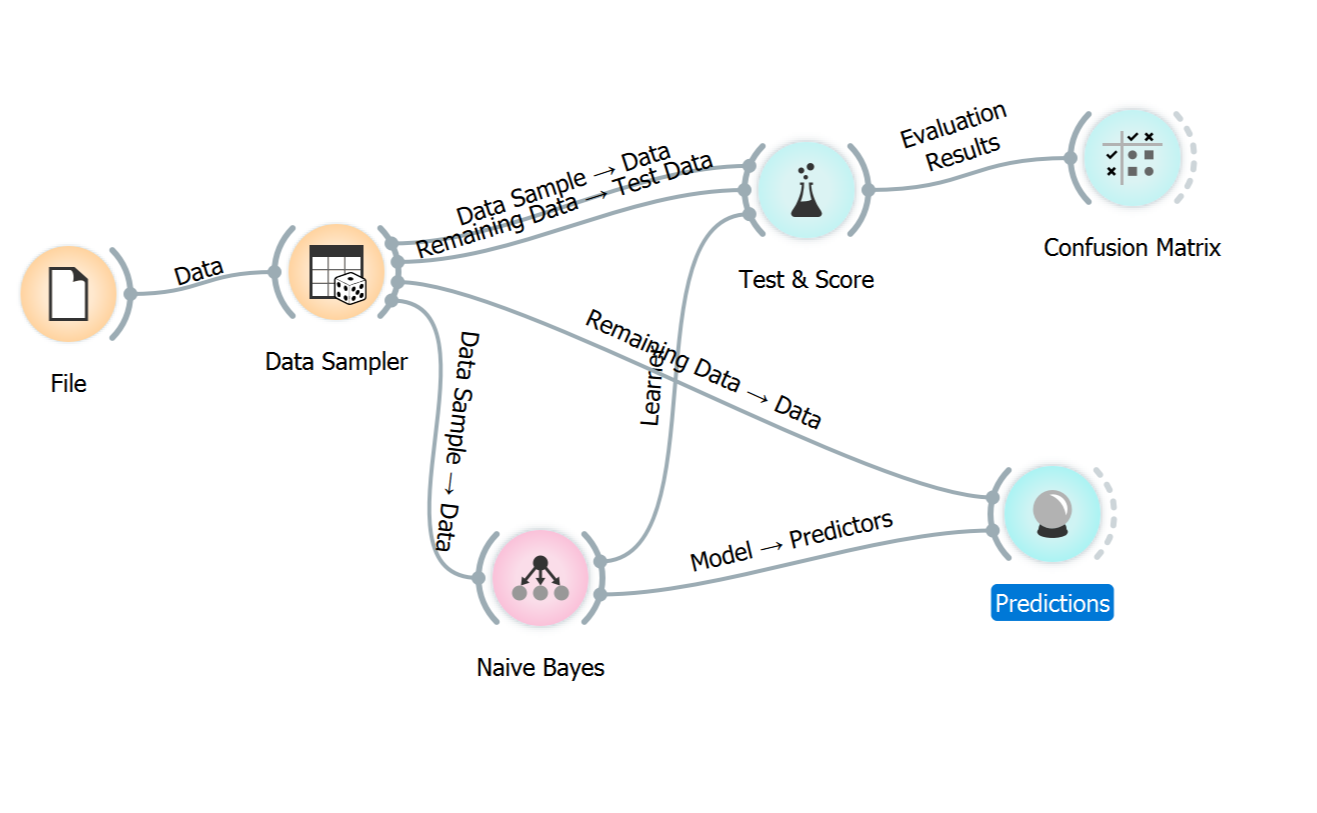 Evaluation
Results
Data Sample → Data
Remaining Data → Test Data
Confusion Matrix
Data
Test & Score
Data Sampler
File
Remaining Data → Data
Data Sample → Data
Learner
Model → Predictors
Predictions
Naive Bayes